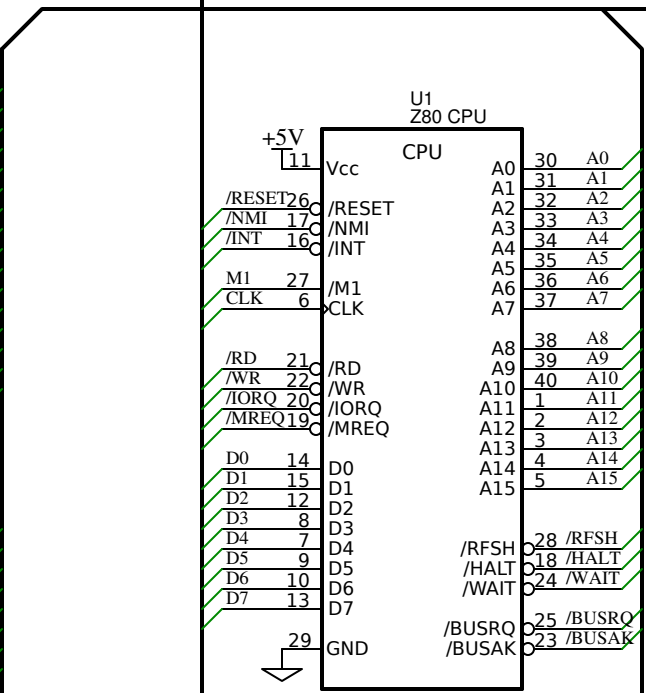 U1
Z80 CPU
CPU
+5V
11 Vcc
/RESET 26 /RESET
/NMI 17 /NMI
/INT 16 /INT
M1 27 /M1
CLK 6 CLK
/RD 21 /RD
/WR 22 /WR
/IORQ 20 /IORQ
/MREQ 19 /MREQ
D0 14 D0
D1 15 D1
D2 12 D2
D3 8 D3
D4 7 D4
D5 9 D5
D6 10 D6
D7 13 D7
29 GND
A0 30 A0
A1 31 A1
A2 32 A2
A3 33 A3
A4 34 A4
A5 35 A5
A6 36 A6
A7 37 A7
A8 38 A8
A9 39 A9
A10 40 A10
A11 1 A11
A12 2 A12
A13 3 A13
A14 4 A14
A15 5 A15
/RFSH 28 /RFSH
/HALT 18 /HALT
/WAIT 24 /WAIT
/BUSRQ 25 /BUSRQ
/BUSAK 23 /BUSAK